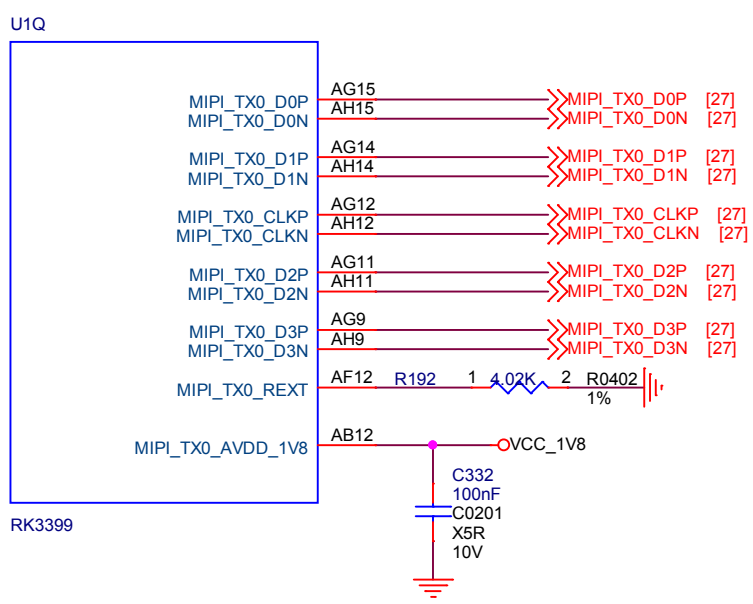 U1Q
MIPI_TX0_D0P AG15 MIPI_TX0_D0P [27]
MIPI_TX0_D0N AH15 MIPI_TX0_D0N [27]
MIPI_TX0_D1P AG14 MIPI_TX0_D1P [27]
MIPI_TX0_D1N AH14 MIPI_TX0_D1N [27]
MIPI_TX0_CLKP AG12 MIPI_TX0_CLKP [27]
MIPI_TX0_CLKN AH12 MIPI_TX0_CLKN [27]
MIPI_TX0_D2P AG11 MIPI_TX0_D2P [27]
MIPI_TX0_D2N AH11 MIPI_TX0_D2N [27]
MIPI_TX0_D3P AG9 MIPI_TX0_D3P [27]
MIPI_TX0_D3N AH9 MIPI_TX0_D3N [27]
MIPI_TX0_REXT AF12 R192 1 4.02K 2 R0402
1%
MIPI_TX0_AVDD_1V8 AB12 VCC_1V8
C332
100nF
C0201
X5R
10V
RK3399